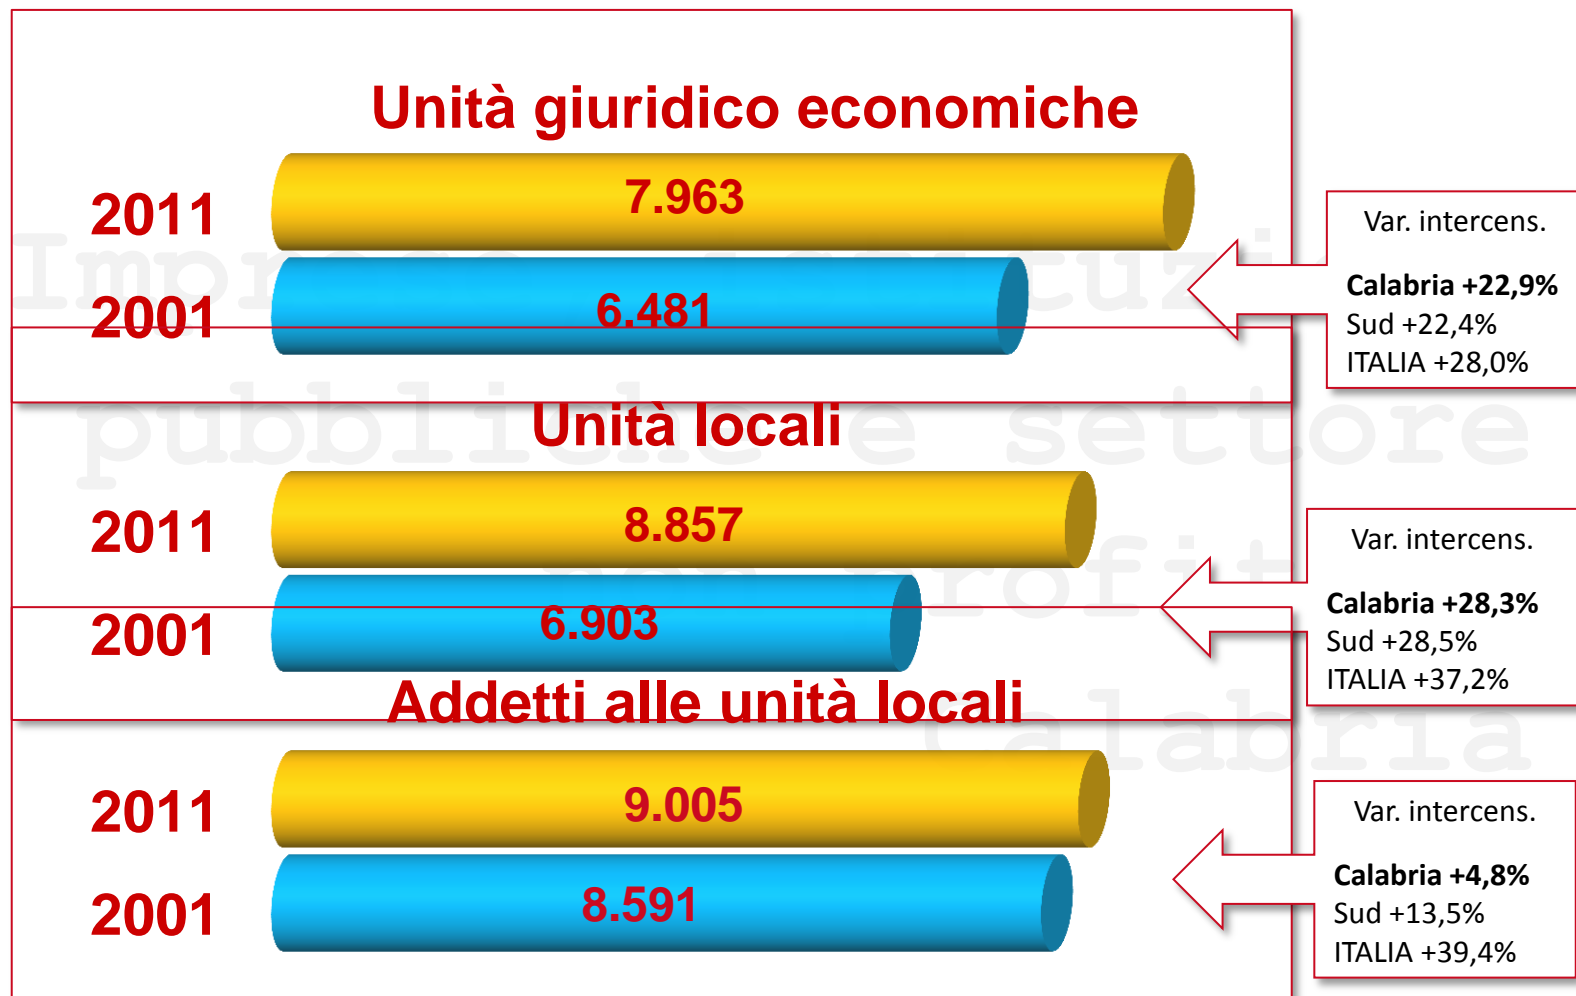 Unità giuridico economiche
2011
7.963
2001
6.481
Var. intercens.
Calabria +22,9%
Sud +22,4%
ITALIA +28,0%
Unità locali
2011
8.857
2001
6.903
Var. intercens.
Calabria +28,3%
Sud +28,5%
ITALIA +37,2%
Addetti alle unità locali
2011
9.005
2001
8.591
Var. intercens.
Calabria +4,8%
Sud +13,5%
ITALIA +39,4%
pubbliche e settore
Calabria